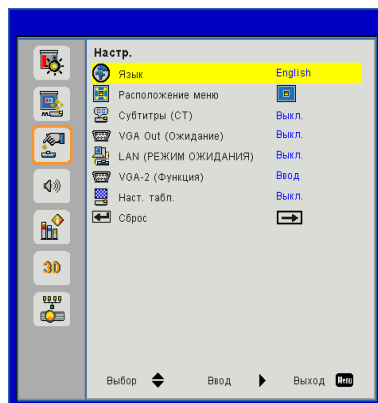 Настр.
Язык English
Расположение меню
Субтитры (CT) Выкл.
VGA Out (Ожидание) Выкл.
LAN (РЕЖИМ ОЖИДАНИЯ) Выкл.
VGA-2 (Функция) Ввод
Наст. табл. Выкл.
Сброс
3D
Выбор Ввод Выход Menu